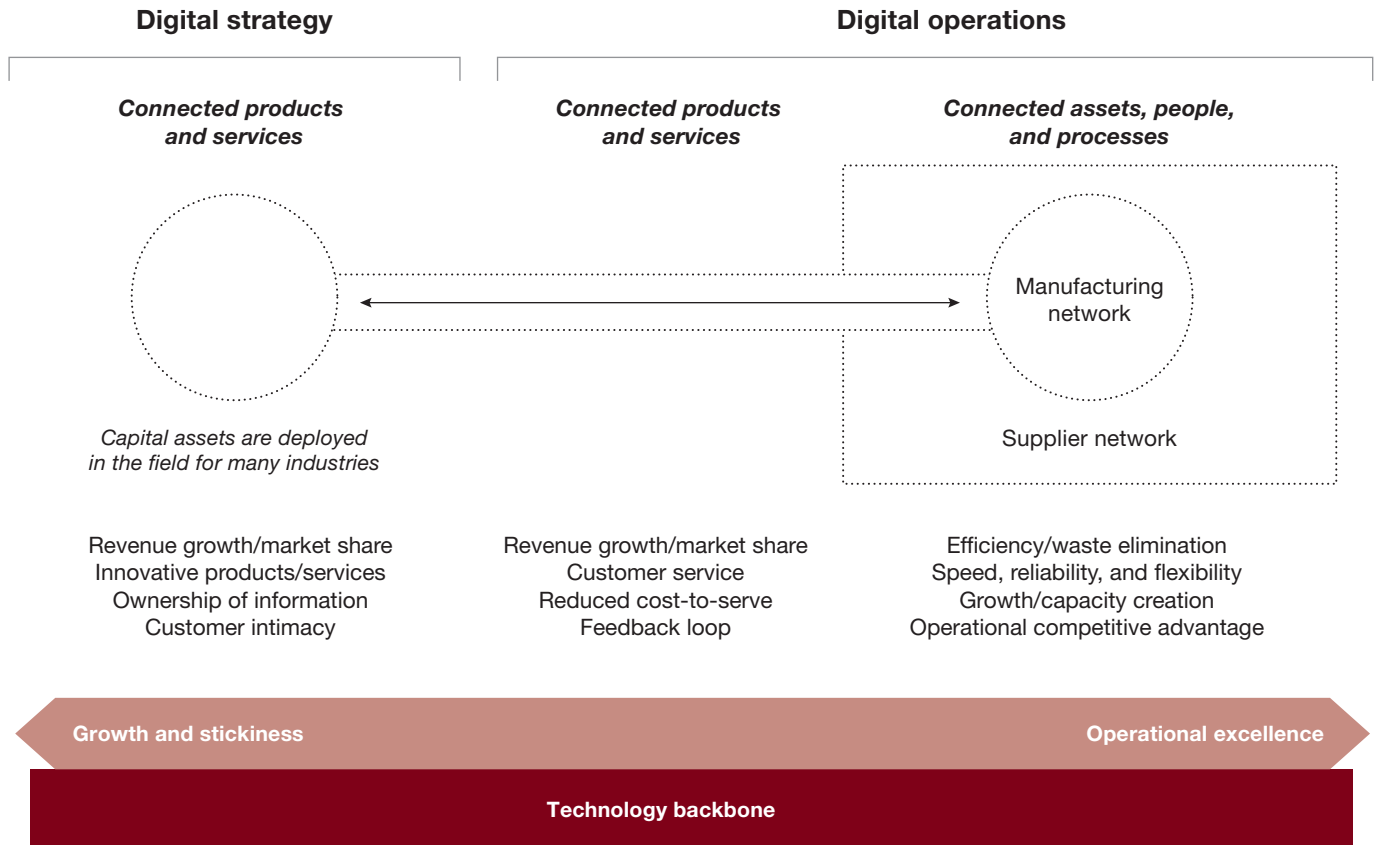 Digital strategy
Digital operations
Connected products
and services
Connected products
and services
Connected assets, people,
and processes
Manufacturing
network
Capital assets are deployed
in the field for many industries
Supplier network
Revenue growth/market share
Innovative products/services
Ownership of information
Customer intimacy
Revenue growth/market share
Customer service
Reduced cost-to-serve
Feedback loop
Efficiency/waste elimination
Speed, reliability, and flexibility
Growth/capacity creation
Operational competitive advantage
Growth and stickiness
Operational excellence
Technology backbone